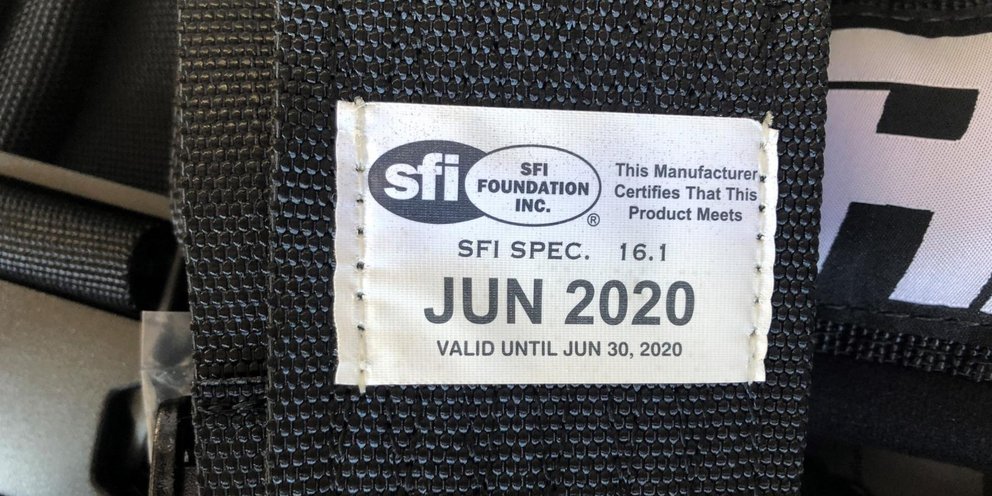 sfi
SFI
FOUNDATION
INC.
®
This Manufacturer
Certifies That This
Product Meets
SFI SPEC. 16.1
JUN 2020
VALID UNTIL JUN 30, 2020